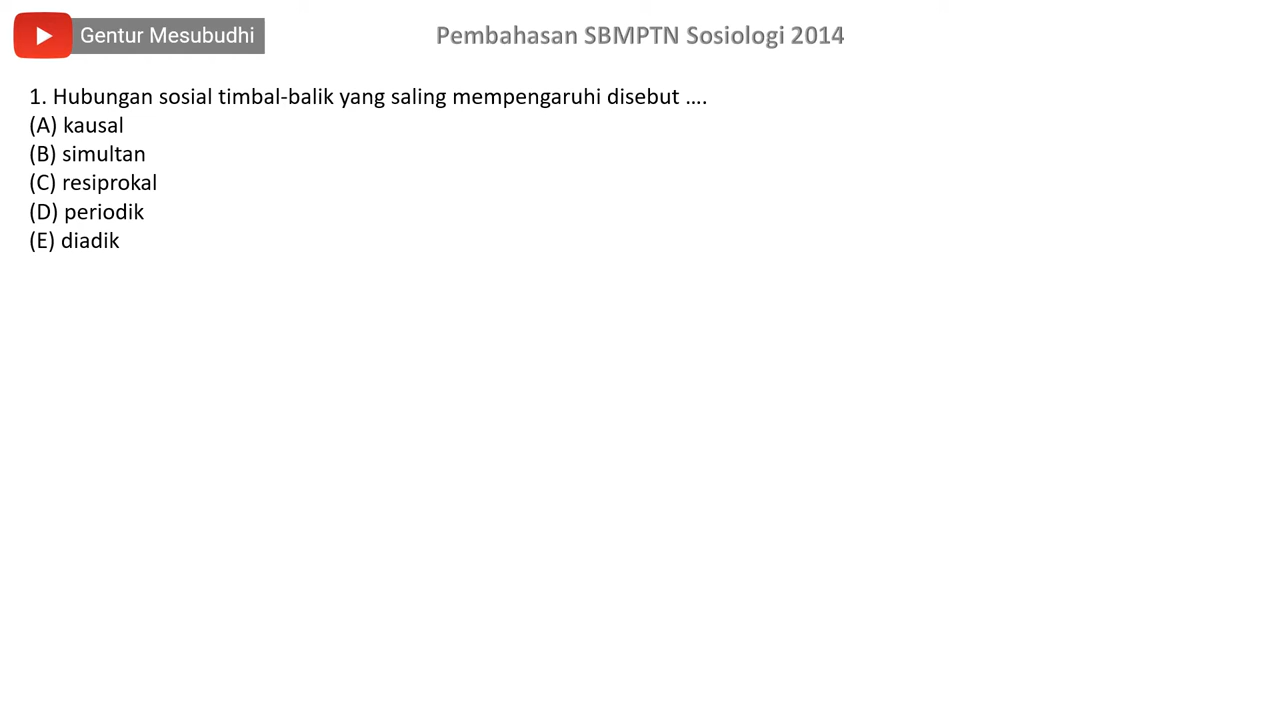 Gentur Mesubudhi
Pembahasan SBMPTN Sosiologi 2014
1. Hubungan sosial timbal-balik yang saling mempengaruhi disebut ....
(A) kausal
(B) simultan
(C) resiprokal
(D) periodik
(E) diadik